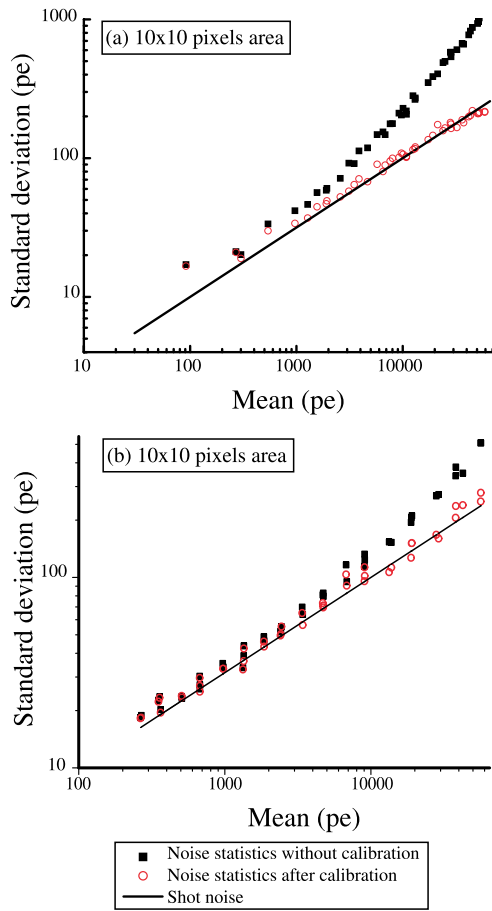 1000
(a) 10x10 pixels area
100
10
Standard deviation (pe)
10
100
1000
10000
Mean (pe)
(b) 10x10 pixels area
100
10
Standard deviation (pe)
100
1000
10000
Mean (pe)
Noise statistics without calibration
Noise statistics after calibration
Shot noise